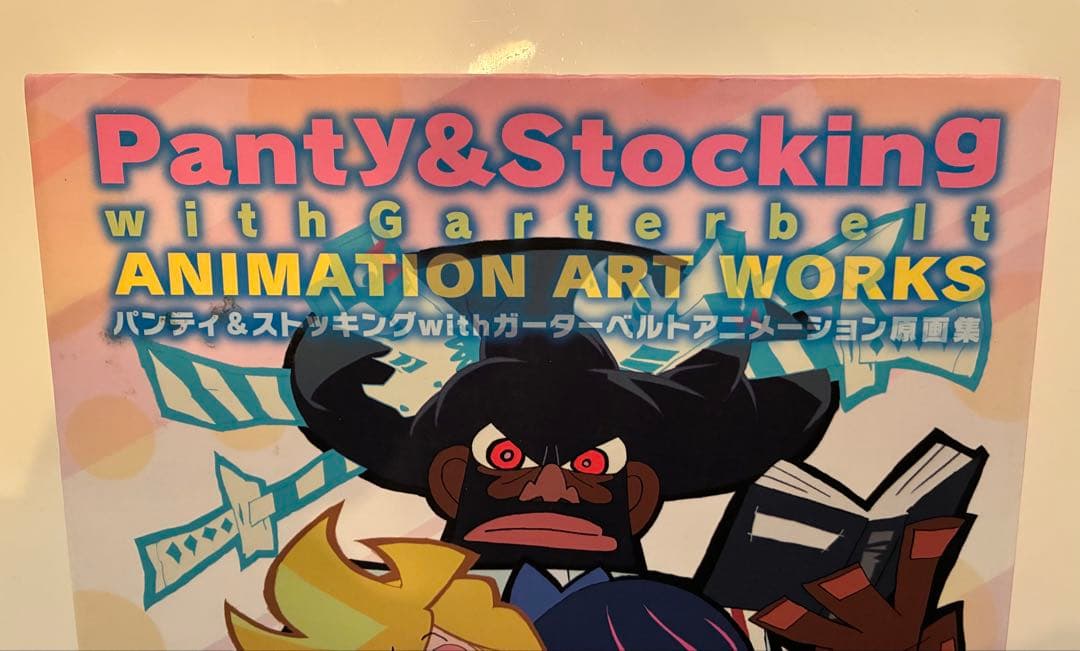 Panty&Stocking
withGarterbelt
ANIMATION ART WORKS
パンティ&ストッキングwithガーターベルトアニメーション原画集